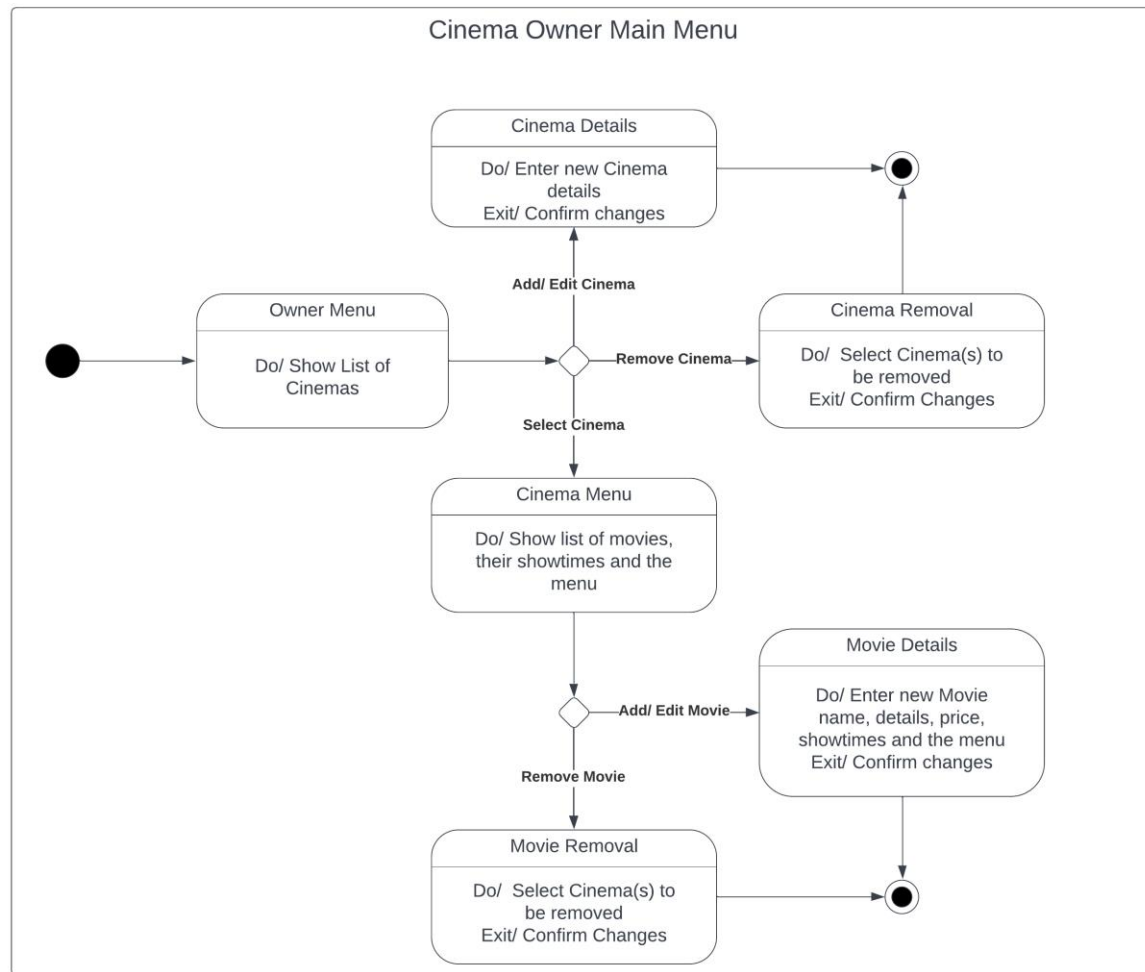 Cinema Owner Main Menu
Cinema Details
Do/ Enter new Cinema
details
Exit/ Confirm changes
Add/ Edit Cinema
Owner Menu
Do/ Show List of
Cinemas
Remove Cinema
Cinema Removal
Do/ Select Cinema(s) to
be removed
Exit/ Confirm Changes
Select Cinema
Cinema Menu
Do/ Show list of movies,
their showtimes and the
menu
Movie Details
Do/ Enter new Movie
name, details, price,
showtimes and the menu
Exit/ Confirm changes
Add/ Edit Movie
Remove Movie
Movie Removal
Do/ Select Cinema(s) to
be removed
Exit/ Confirm Changes